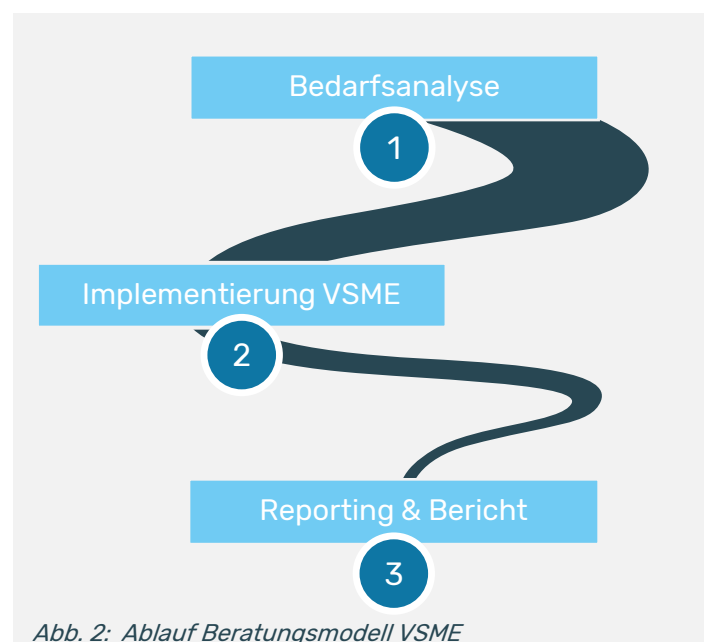 Bedarfsanalyse
1
Implementierung VSME
2
Reporting & Bericht
3
Abb. 2: Ablauf Beratungsmodell VSME